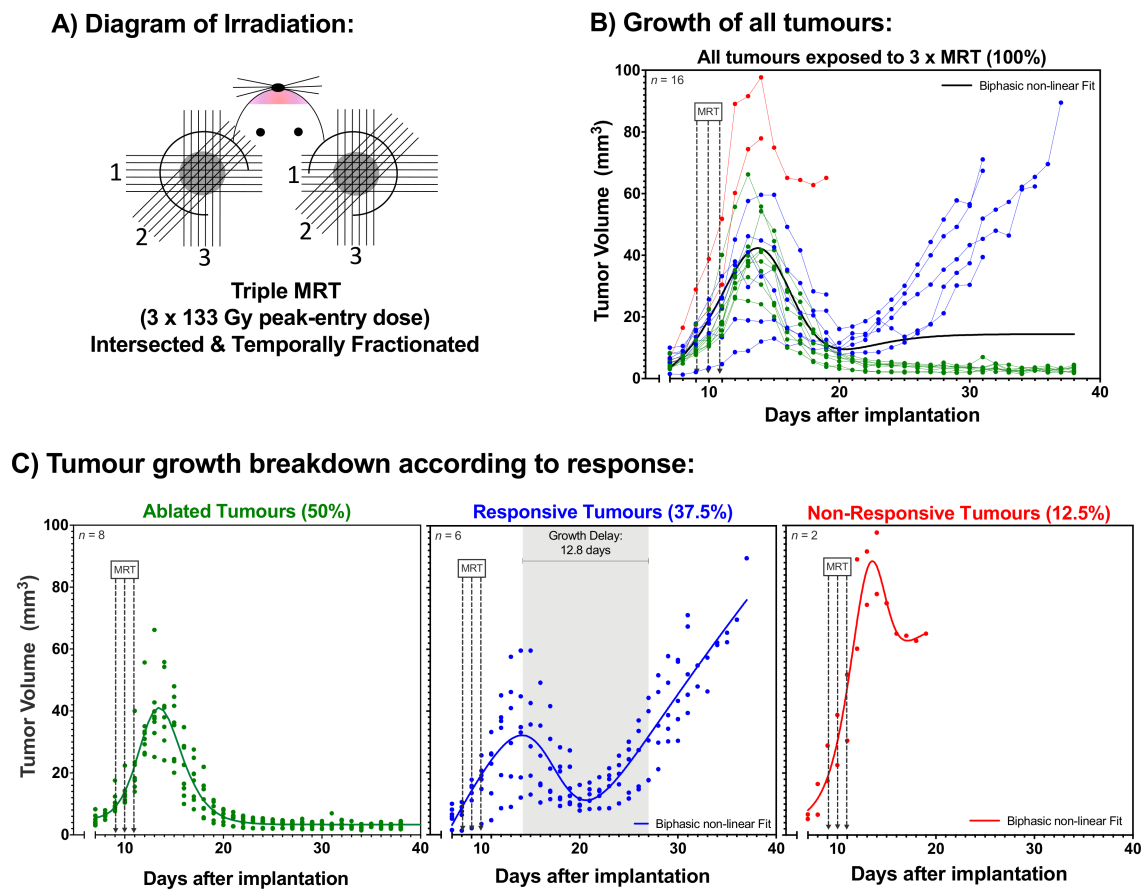 A) Diagram of Irradiation:
1
2
3
1
2
3
Triple MRT
(3 x 133 Gy peak-entry dose)
Intersected & Temporally Fractionated
B) Growth of all tumours:
All tumours exposed to 3 x MRT (100%)
n = 16
MRT
Biphasic non-linear Fit
Tumor Volume (mm³)
100
80
60
40
20
0
10
20
30
40
Days after implantation
C) Tumour growth breakdown according to response:
Ablated Tumours (50%)
n = 8
MRT
Tumor Volume (mm³)
100
80
60
40
20
0
10
20
30
40
Days after implantation
Responsive Tumours (37.5%)
n = 6
Growth Delay:
12.8 days
MRT
Biphasic non-linear Fit
10
20
30
40
Days after implantation
Non-Responsive Tumours (12.5%)
n = 2
MRT
Biphasic non-linear Fit
10
20
30
40
Days after implantation